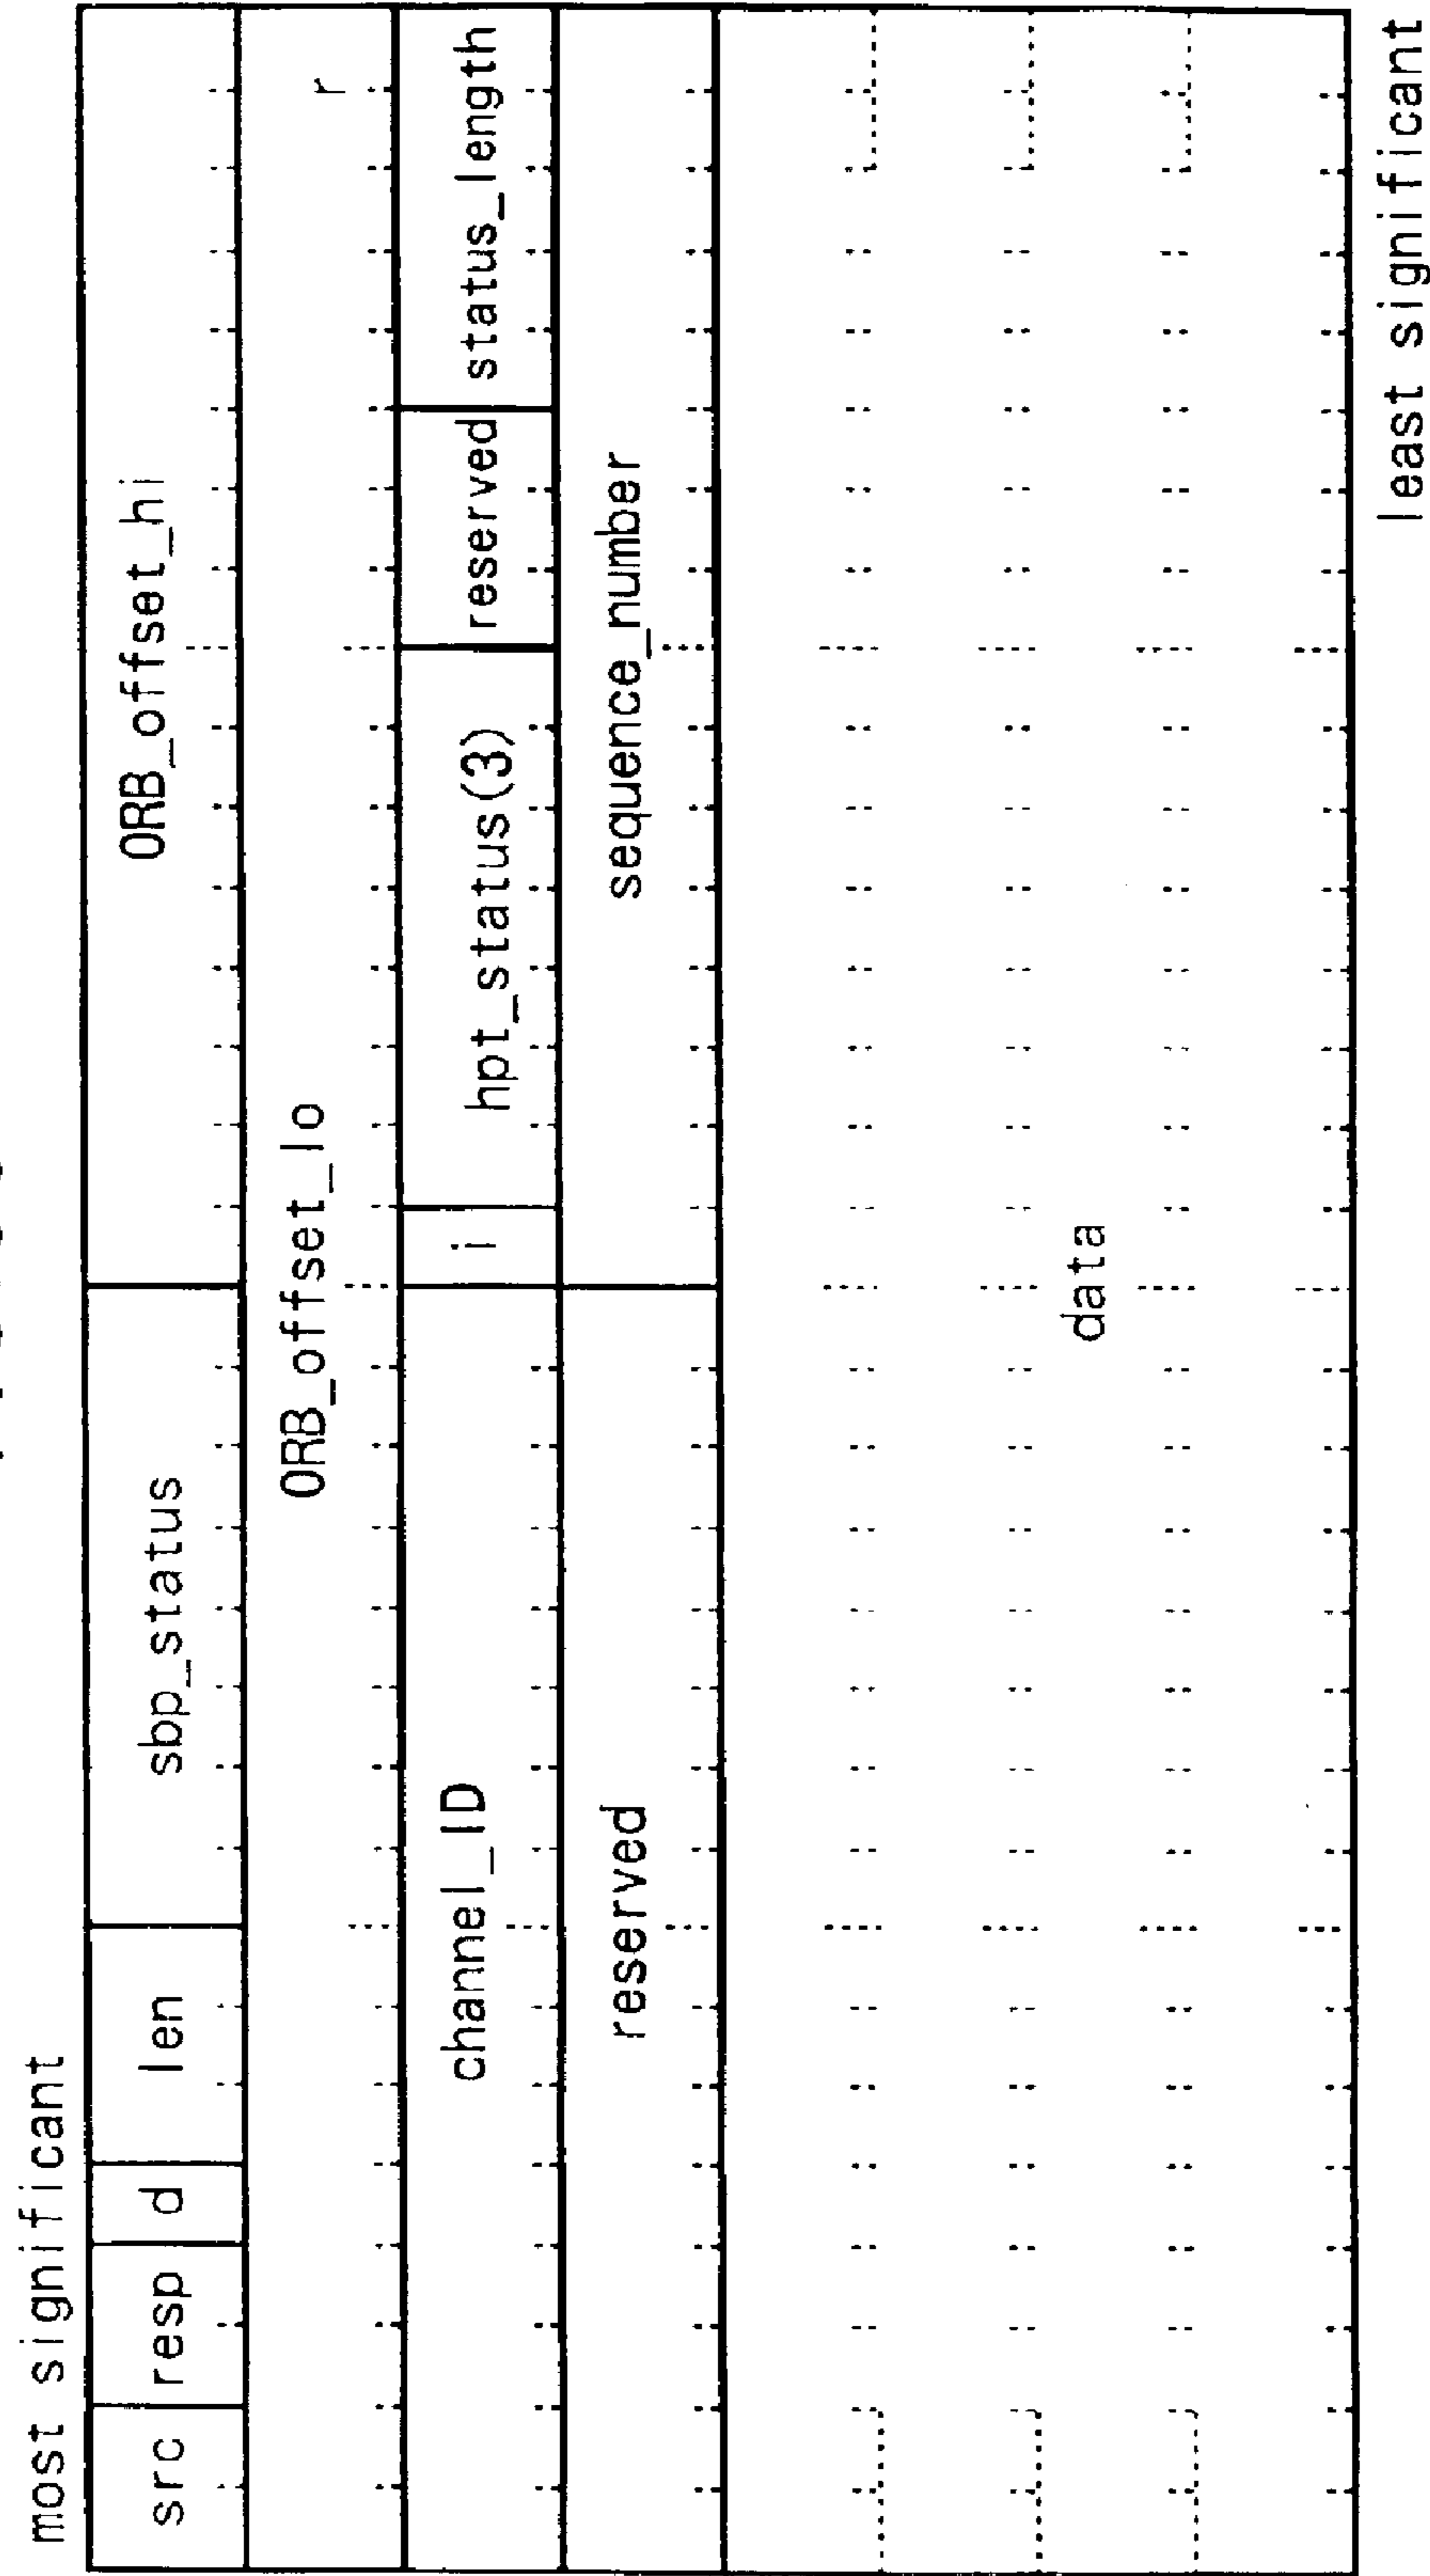 most significant
src resp d len sbp_status ORB_offset_hi
ORB_offset_lo r
channel_ID i hpt_status(3) reserved status_length
reserved sequence_number
data
least significant